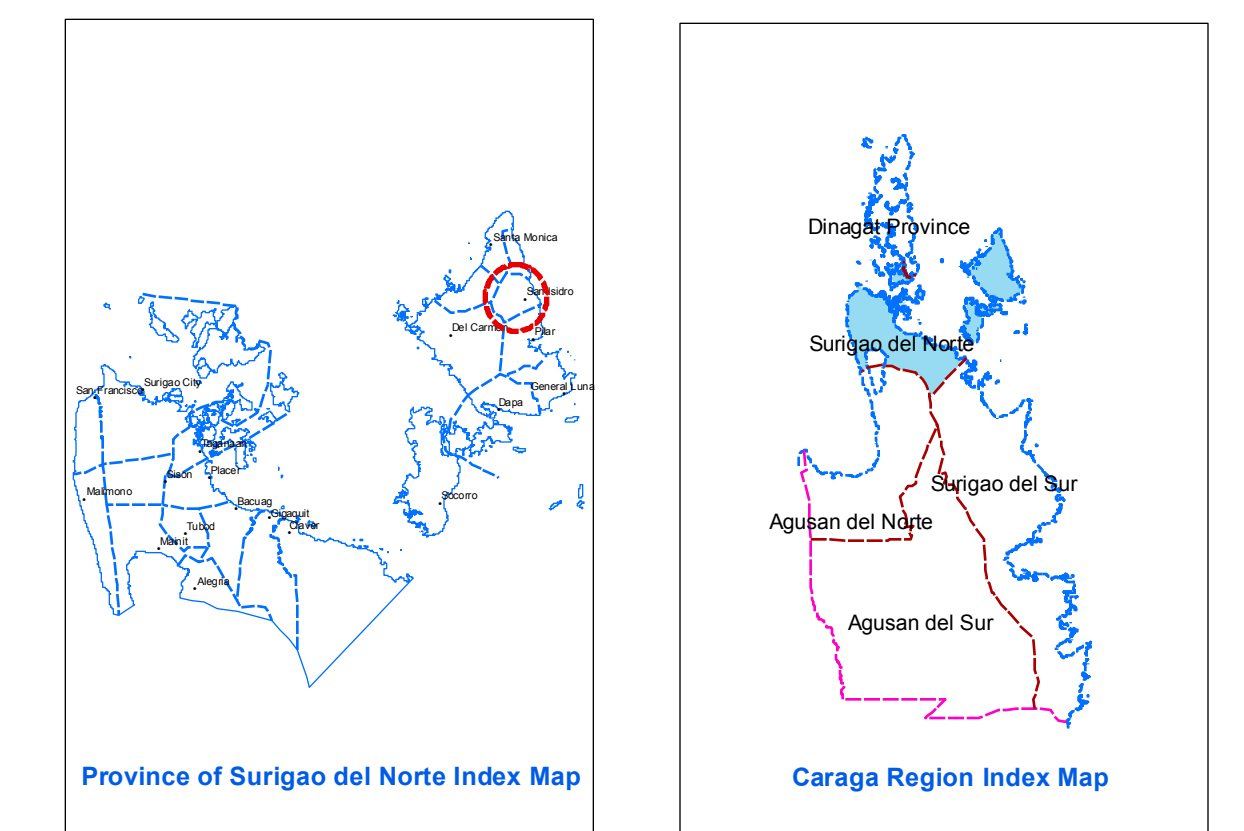 Santa Monica
San Isidro
Del Carmen
Pilar
General Luna
Dapa
Socorro
San Francisco
Surigao City
Taganaan
Sison
Placer
Malimono
Bacuag
Gigaquit
Claver
Tubod
Mainit
Alegria
Province of Surigao del Norte Index Map
Dinagat Province
Surigao del Norte
Surigao del Sur
Agusan del Norte
Agusan del Sur
Caraga Region Index Map